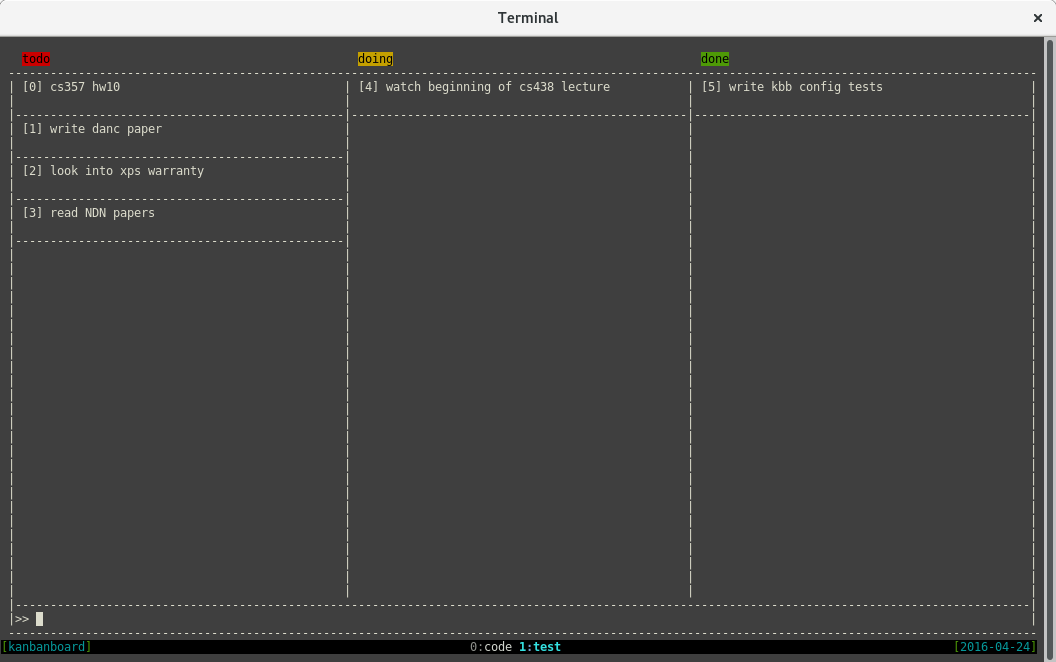 Terminal ×
todo doing done
[0] cs357 hw10 [4] watch beginning of cs438 lecture [5] write kbb config tests
[1] write danc paper
[2] look into xps warranty
[3] read NDN papers
>>
[kanbanboard] 0:code 1:test [2016-04-24]